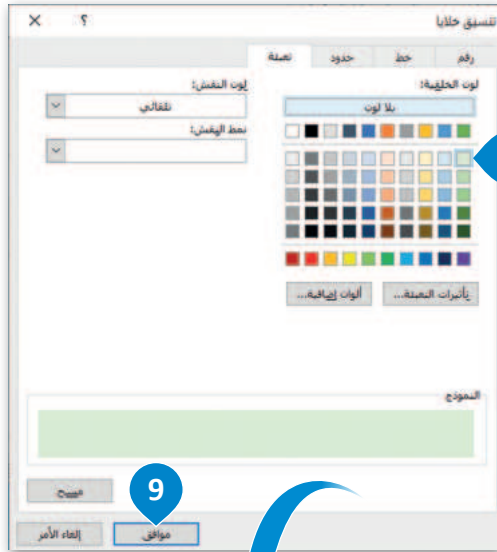 تنسيق خلايا
؟ ×
رقم خط حدود تعبئة
لون الخلفية:
بلا لون
تأثيرات التعبئة... ألوان إضافية...
لون النقش:
تلقائي
نمط النقش:
النموذج
مسح
9
موافق إلغاء الأمر